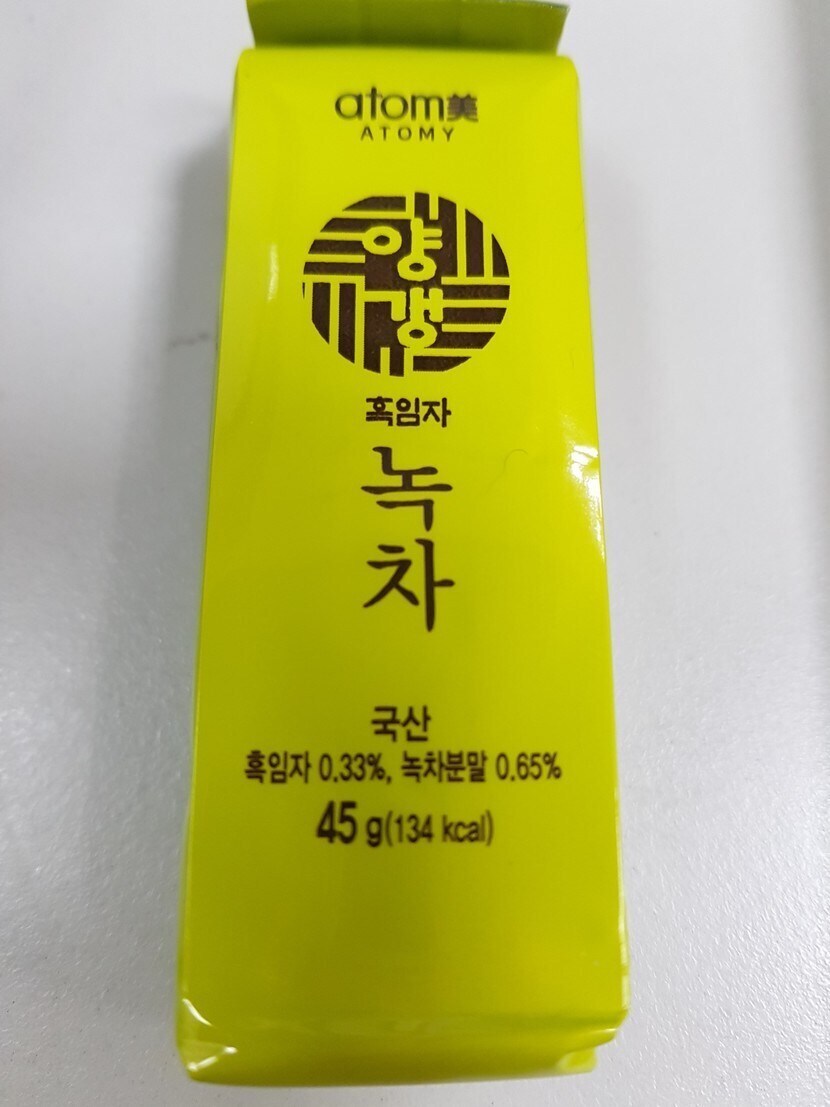 atom美
ATOMY
양
갱
흑임자
녹
차
국산
흑임자 0.33%, 녹차분말 0.65%
45 g(134 kcal)